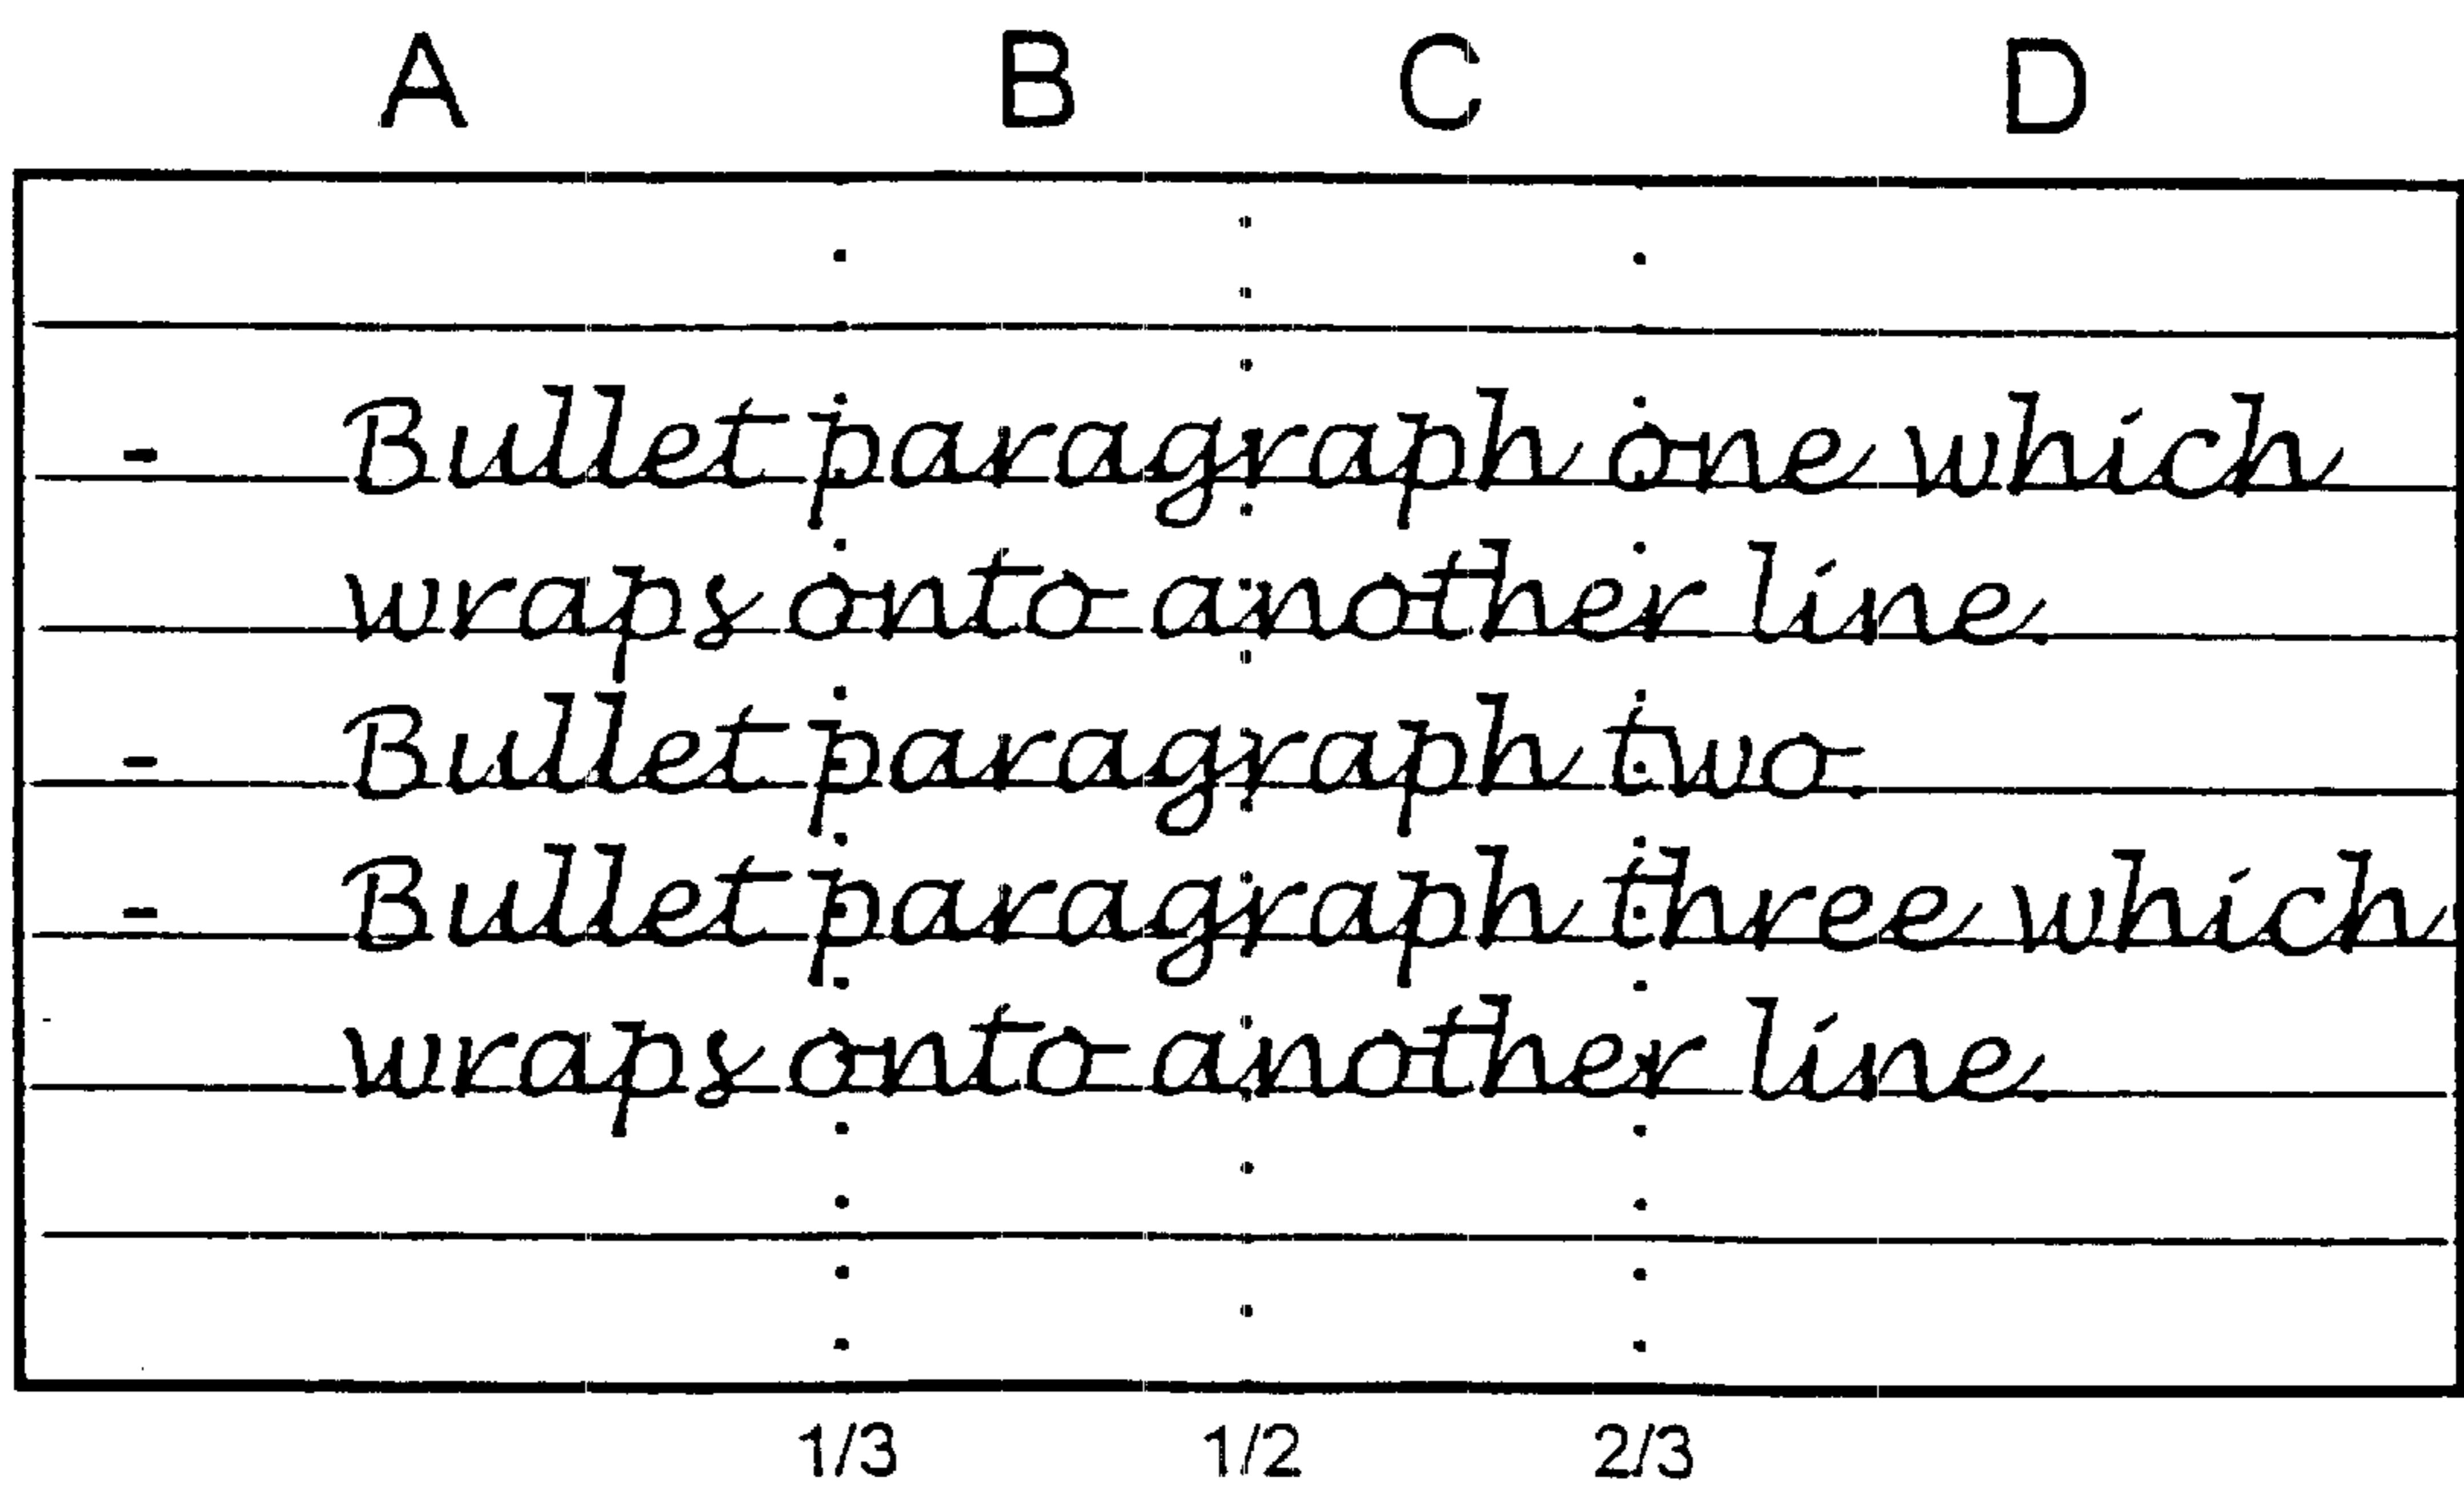 A B C D
- Bullet paragraph one which
wraps onto another line.
- Bullet paragraph two.
- Bullet paragraph three which
wraps onto another line.
1/3 1/2 2/3